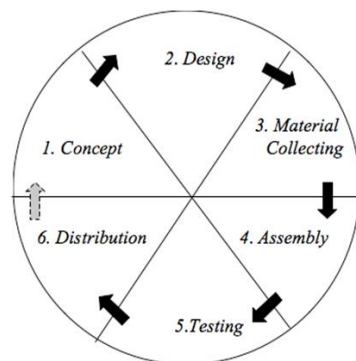 2. Design
1. Concept
3. Material
Collecting
6. Distribution
4. Assembly
5.Testing